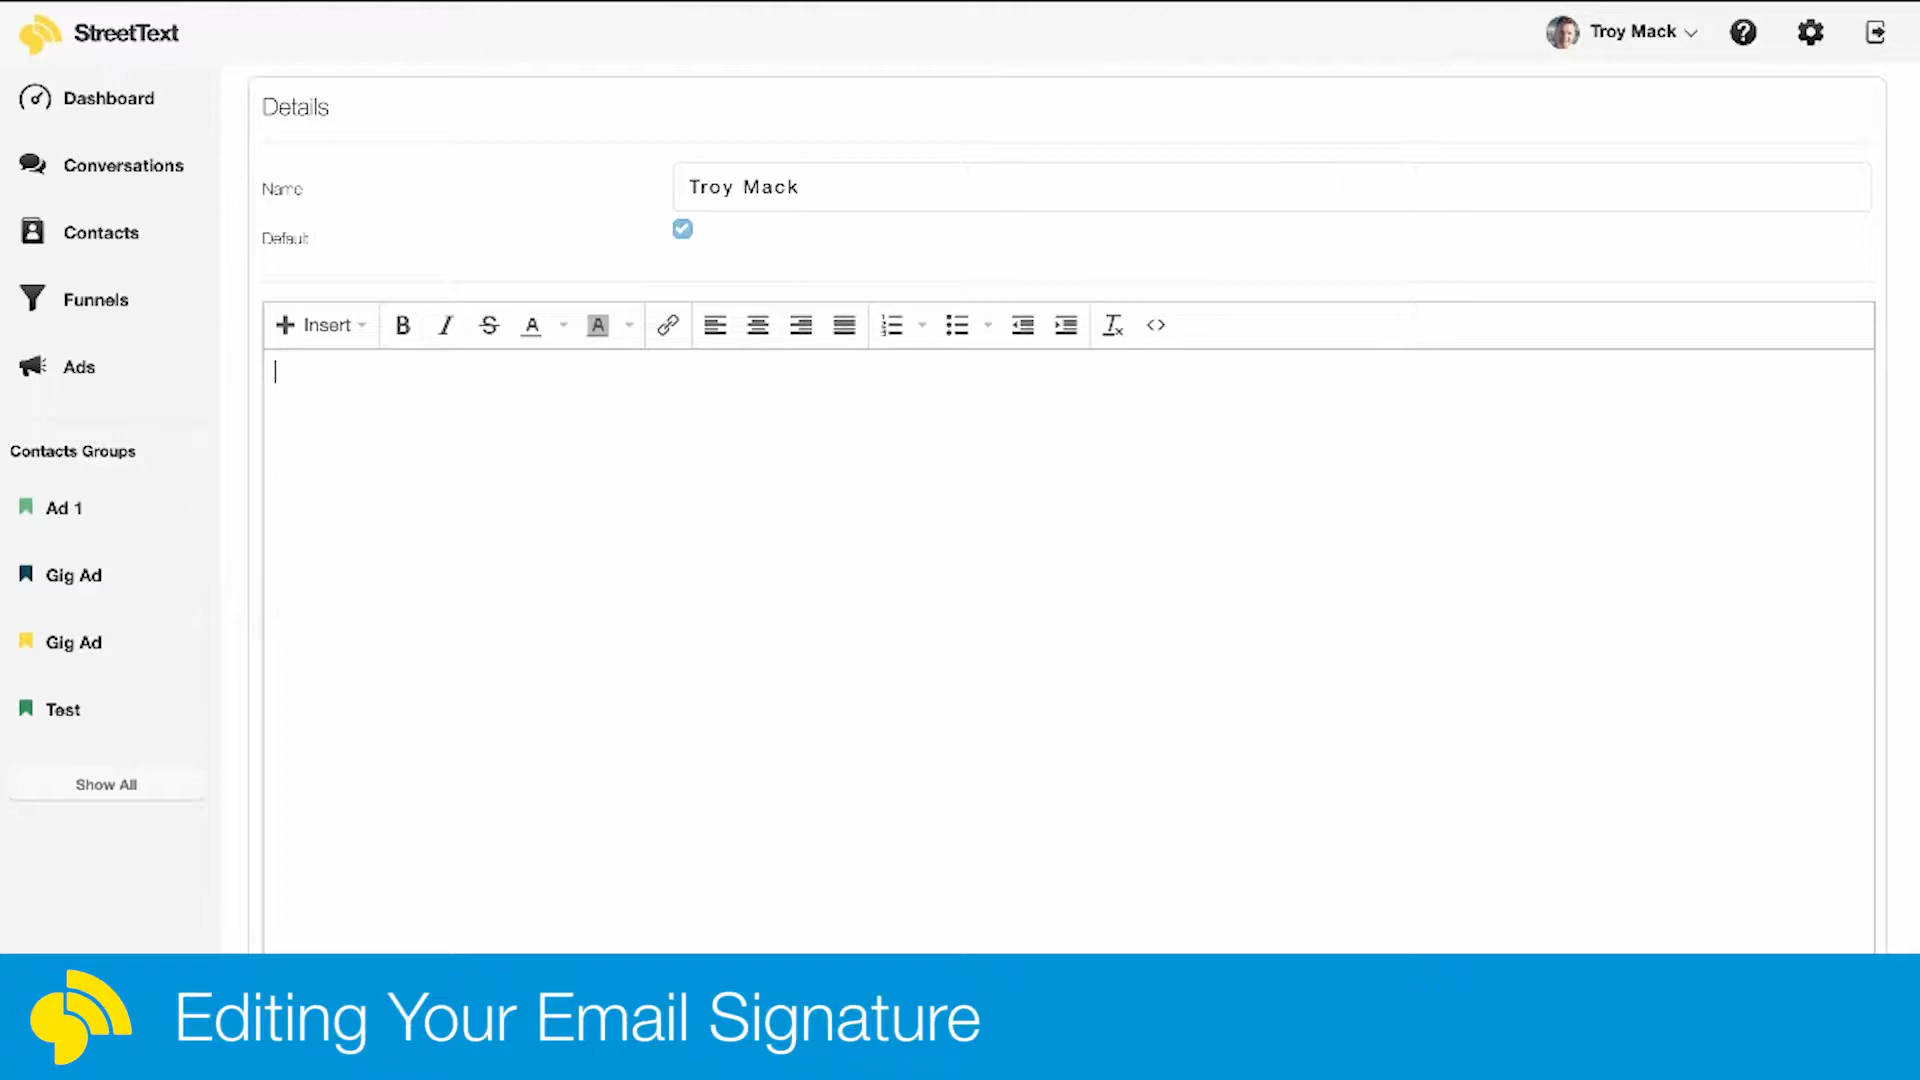 StreetText
Troy Mack
Dashboard
Conversations
Contacts
Funnels
Ads
Contacts Groups
Ad 1
Gig Ad
Gig Ad
Test
Show All
Details
Name
Troy Mack
Default
Insert
Editing Your Email Signature